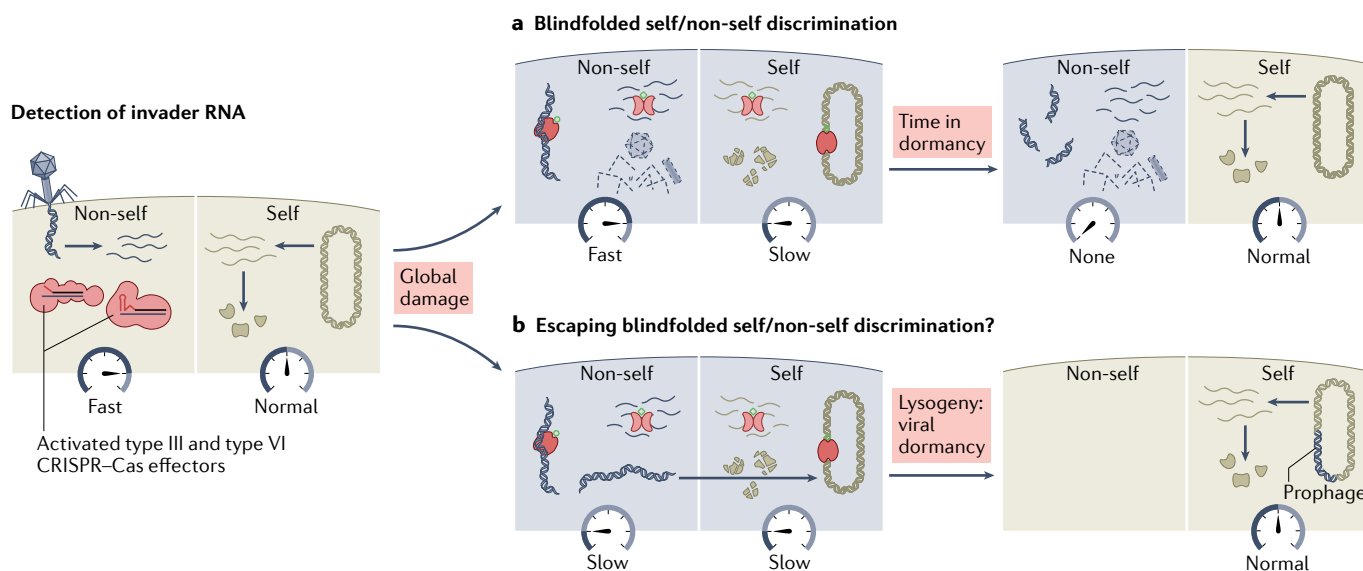 Detection of invader RNA
Non-self
Self
Fast
Normal
Activated type III and type VI
CRISPR–Cas effectors
Global
damage
a Blindfolded self/non-self discrimination
Non-self
Self
Fast
Slow
Time in
dormancy
Non-self
Self
None
Normal
b Escaping blindfolded self/non-self discrimination?
Non-self
Self
Slow
Slow
Lysogeny:
viral
dormancy
Non-self
Self
Prophage
Normal